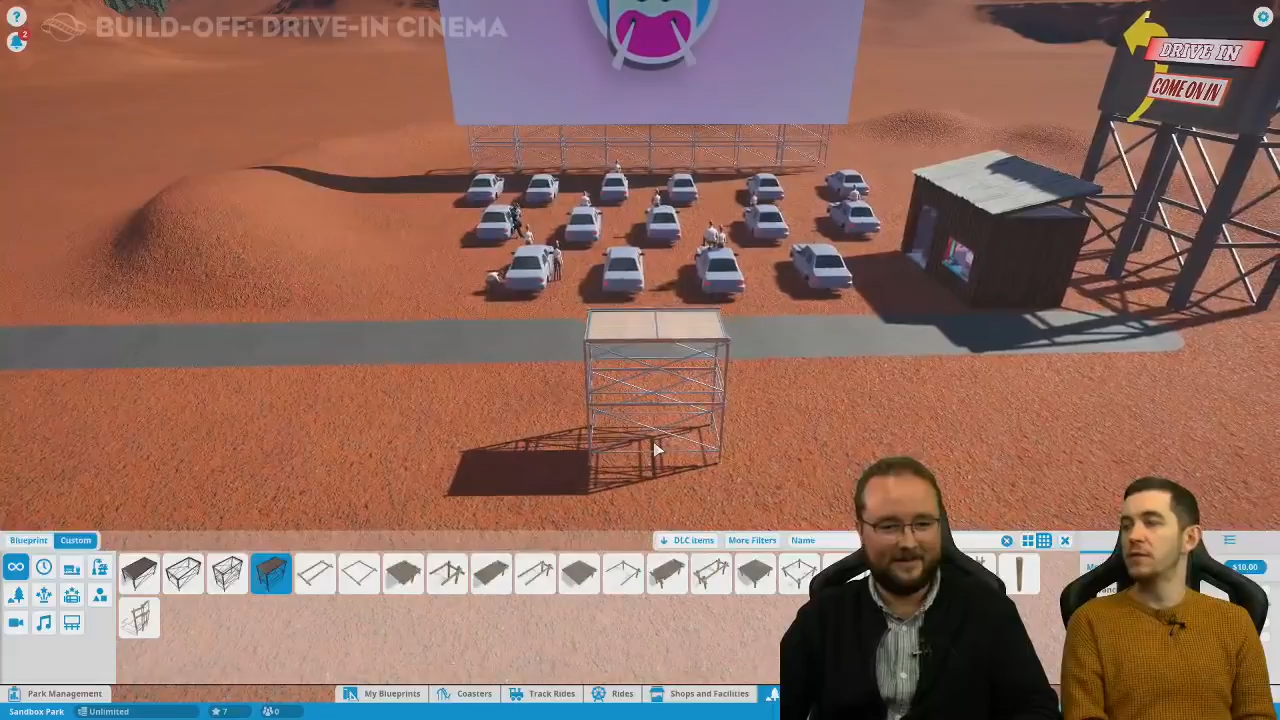 ?
2
BUILD-OFF: DRIVE-IN CINEMA
DRIVE IN
COME ON IN
Blueprint
Custom
DLC items
More Filters
Name
$10.00
Park Management
My Blueprints
Coasters
Track Rides
Rides
Shops and Facilities
Sandbox Park
Unlimited
7
0